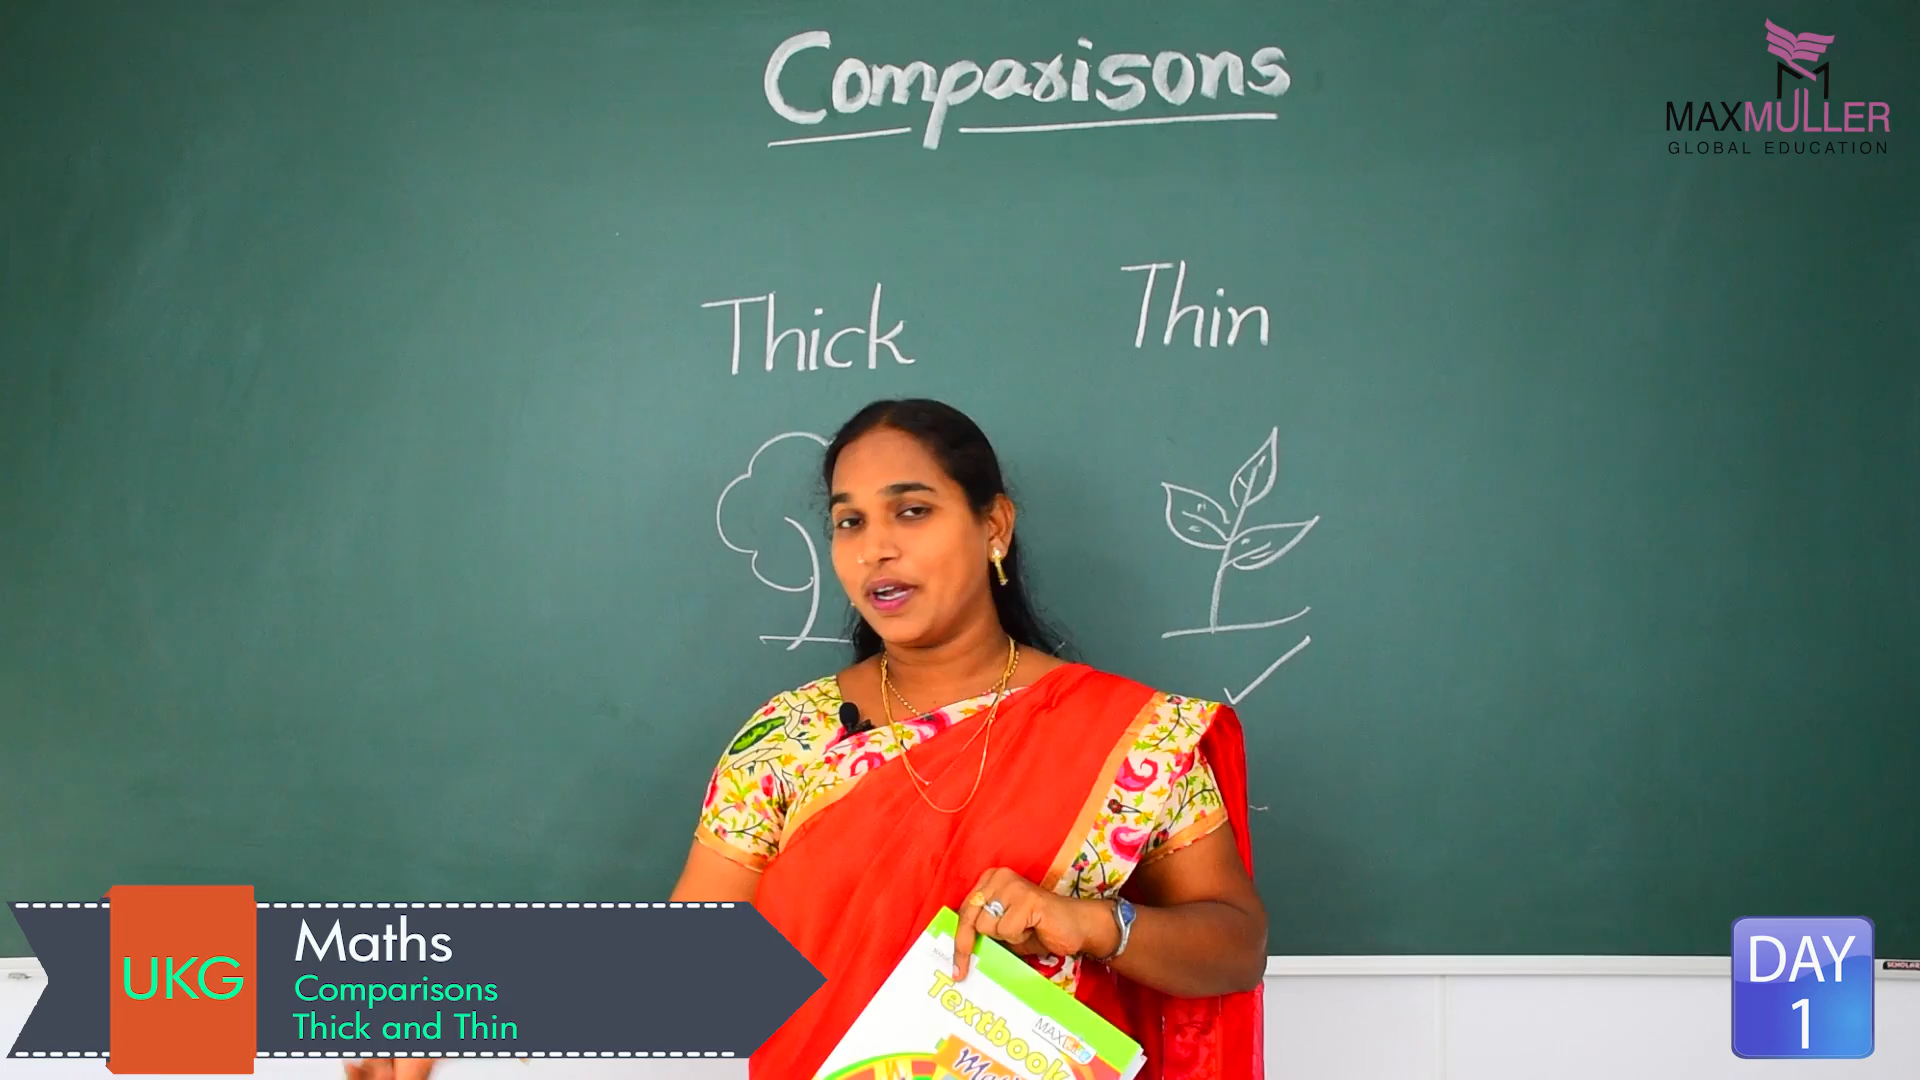 Comparisons
MAXMULLER
GLOBAL EDUCATION
Thick
Thin
UKG
Maths
Comparisons
Thick and Thin
Textbook
DAY
1